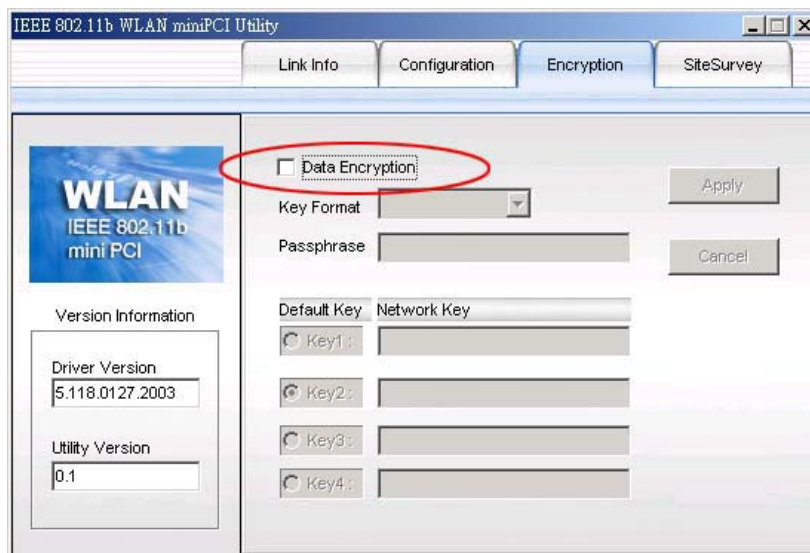 IEEE 802.11b WLAN miniPCI Utility
Link Info
Configuration
Encryption
SiteSurvey
WLAN
IEEE 802.11b
mini PCI
Version Information
Driver Version
5.118.0127.2003
Utility Version
0.1
Data Encryption
Key Format
Passphrase
Apply
Cancel
Default Key Network Key
Key1 :
Key2 :
Key3 :
Key4 :